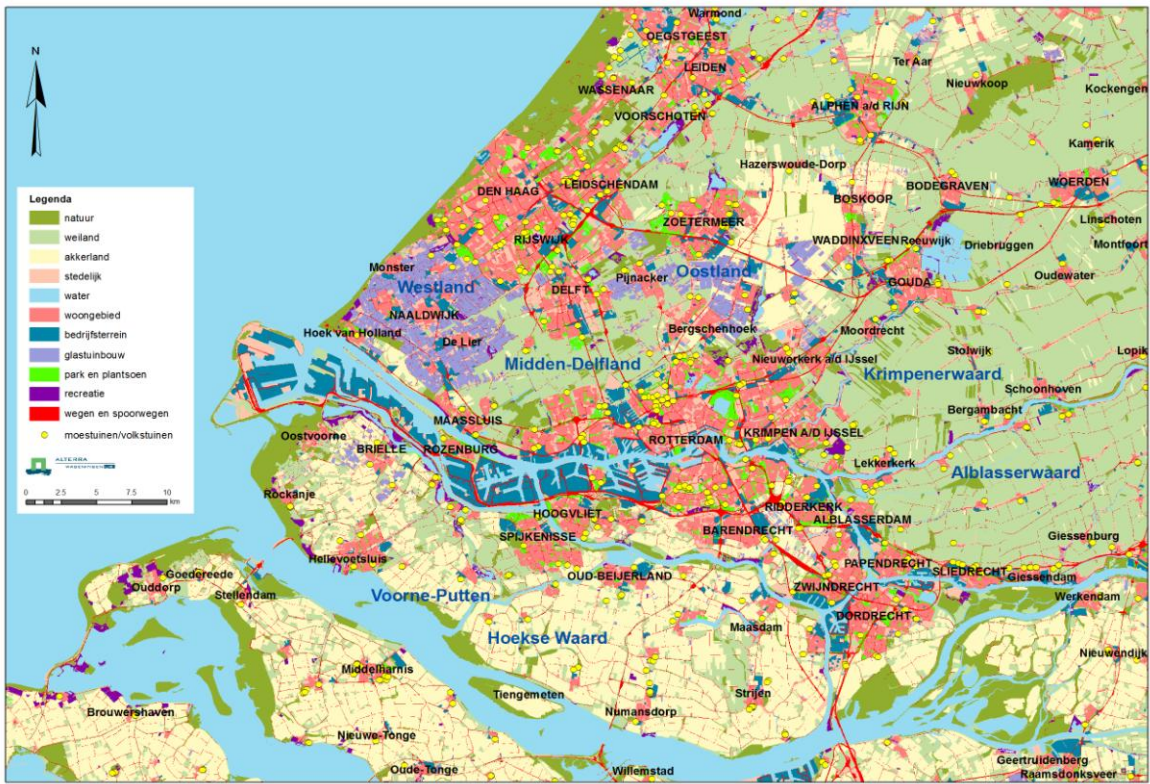 N
Legenda
natuur
weiland
akkerland
stedelijk
water
woongebied
bedrijfsterrein
glastuinbouw
park en plantsoen
recreatie
wegen en spoorwegen
moestuinen/volkstuinen
ALTERRA
WAGENINGEN UR
0 2.5 5 7.5 10
km
Warmond
OEGSTGEEST
LEIDEN
Ter Aar
Nieuwkoop
Kockengen
WASSENAAR
VOORSCHOTEN
ALPHEN a/d RIJN
Kamerik
Hazerswoude-Dorp
DEN HAAG
LEIDSCHENDAM
BODEGRAVEN
WOERDEN
BOSKOOP
ZOETERMEER
Linschoten
RIJSWIJK
WADDINXVEEN
Reeuwijk
Driebruggen
Montfoort
Monster
Westland
Pijnacker
Oostland
Oudewater
DELFT
GOUDA
NAALDWIJK
Hoek van Holland
De Lier
Bergschenhoek
Moordrecht
Midden-Delfland
Nieuwerkerk a/d IJssel
Stolwijk
Lopik
Krimpenerwaard
Schoonhoven
MAASSLUIS
Bergambacht
Oostvoorne
BRIELLE
ROZENBURG
ROTTERDAM
KRIMPEN A/D IJSSEL
Lekkerkerk
Alblasserwaard
Rockanje
HOOGVLIET
RIDDERKERK
SPIJKENISSE
BARENDRECHT
ALBLASSERDAM
Giessenburg
Hellevoetsluis
PAPENDRECHT
SLIEDRECHT
Goedereede
OUD-BEIJERLAND
Giessendam
Ouddorp
Stellendam
Voorne-Putten
ZWIJNDRECHT
Werkendam
DORDRECHT
Hoekse Waard
Maasdam
Nieuwendijk
Middelharnis
Tiengemeten
Strijen
Brouwershaven
Numansdorp
Nieuwe-Tonge
Geertruidenberg
Oude-Tonge
Willemstad
Raamsdonksveer